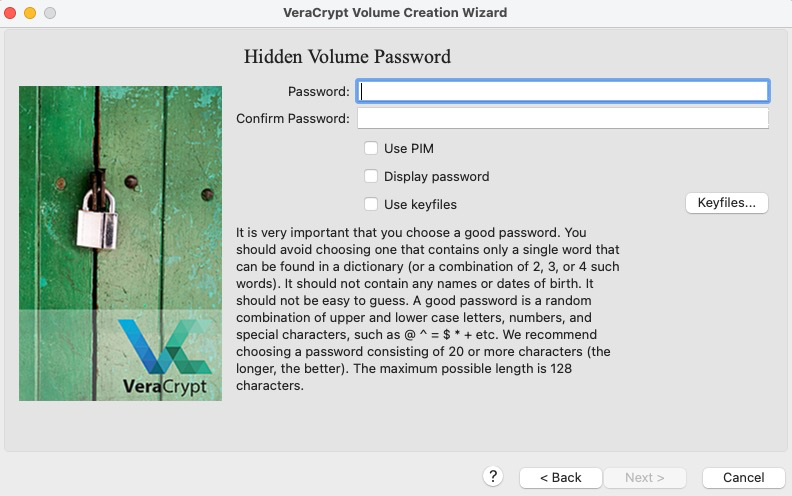 VeraCrypt Volume Creation Wizard
Hidden Volume Password
Password:
Confirm Password:
Use PIM
Display password
Use keyfiles
Keyfiles...
It is very important that you choose a good password. You
should avoid choosing one that contains only a single word that
can be found in a dictionary (or a combination of 2, 3, or 4 such
words). It should not contain any names or dates of birth. It
should not be easy to guess. A good password is a random
combination of upper and lower case letters, numbers, and
special characters, such as @ ^ = $ * + etc. We recommend
choosing a password consisting of 20 or more characters (the
longer, the better). The maximum possible length is 128
characters.
VeraCrypt
?
< Back
Next >
Cancel